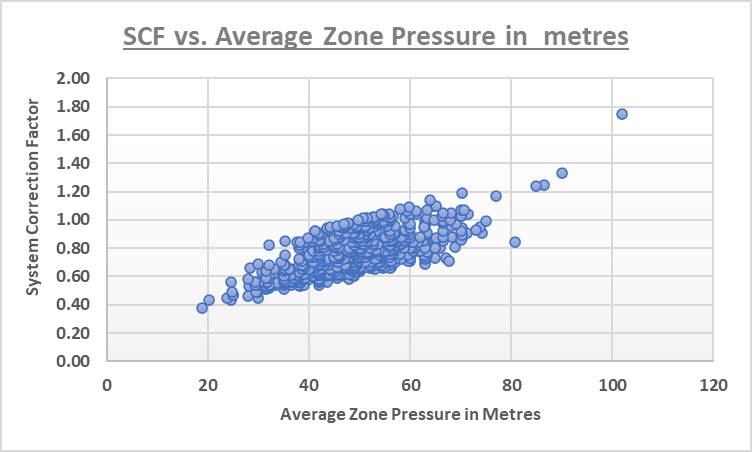 SCF vs. Average Zone Pressure in metres
System Correction Factor
2.00
1.80
1.60
1.40
1.20
1.00
0.80
0.60
0.40
0.20
0.00
0 20 40 60 80 100 120
Average Zone Pressure in Metres